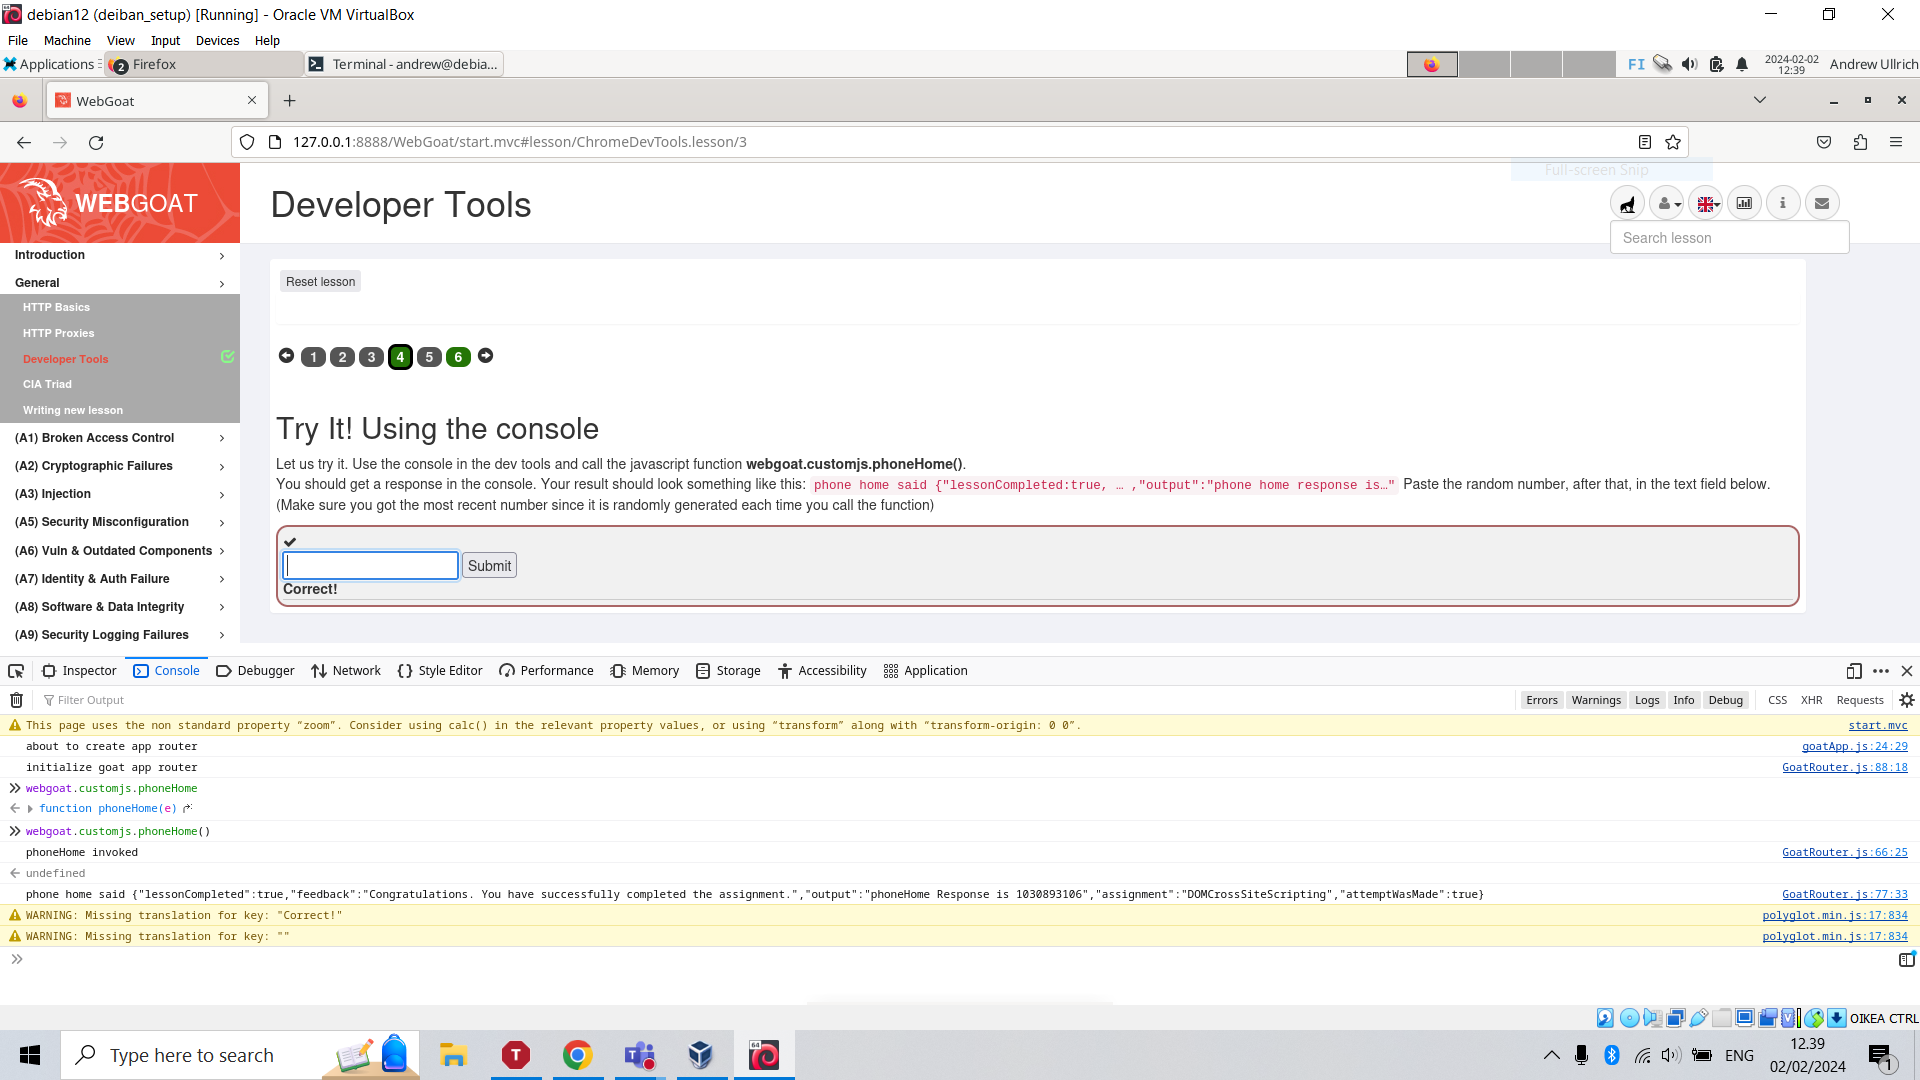 debian12 (deiban_setup) [Running] - Oracle VM VirtualBox
File Machine View Input Devices Help
Applications 2 Firefox Terminal - andrew@debia... FI 2024-02-02 12:39 Andrew Ullrich
WebGoat
127.0.0.1:8888/WebGoat/start.mvc#lesson/ChromeDevTools.lesson/3
Full-screen Snip
WEBGOAT
Developer Tools
Search lesson
Introduction
General
HTTP Basics
HTTP Proxies
Developer Tools
CIA Triad
Writing new lesson
(A1) Broken Access Control
(A2) Cryptographic Failures
(A3) Injection
(A5) Security Misconfiguration
(A6) Vuln & Outdated Components
(A7) Identity & Auth Failure
(A8) Software & Data Integrity
(A9) Security Logging Failures
Reset lesson
1 2 3 4 5 6
Try It! Using the console
Let us try it. Use the console in the dev tools and call the javascript function webgoat.customjs.phoneHome().
You should get a response in the console. Your result should look something like this: phone home said {"lessonCompleted:true, … ,"output":"phone home response is…" Paste the random number, after that, in the text field below.
(Make sure you got the most recent number since it is randomly generated each time you call the function)
Submit
Correct!
Inspector Console Debugger Network Style Editor Performance Memory Storage Accessibility Application
Filter Output Errors Warnings Logs Info Debug CSS XHR Requests
This page uses the non standard property “zoom”. Consider using calc() in the relevant property values, or using “transform” along with “transform-origin: 0 0”. start.mvc
about to create app router goatApp.js:24:29
initialize goat app router GoatRouter.js:88:18
webgoat.customjs.phoneHome
function phoneHome(e)
webgoat.customjs.phoneHome()
phoneHome invoked GoatRouter.js:66:25
undefined
phone home said {"lessonCompleted":true,"feedback":"Congratulations. You have successfully completed the assignment.","output":"phoneHome Response is 1030893106","assignment":"DOMCrossSiteScripting","attemptWasMade":true} GoatRouter.js:77:33
WARNING: Missing translation for key: "Correct!" polyglot.min.js:17:834
WARNING: Missing translation for key: "" polyglot.min.js:17:834
OIKEA CTRL
Type here to search T 64 ENG 12.39
02/02/2024 1